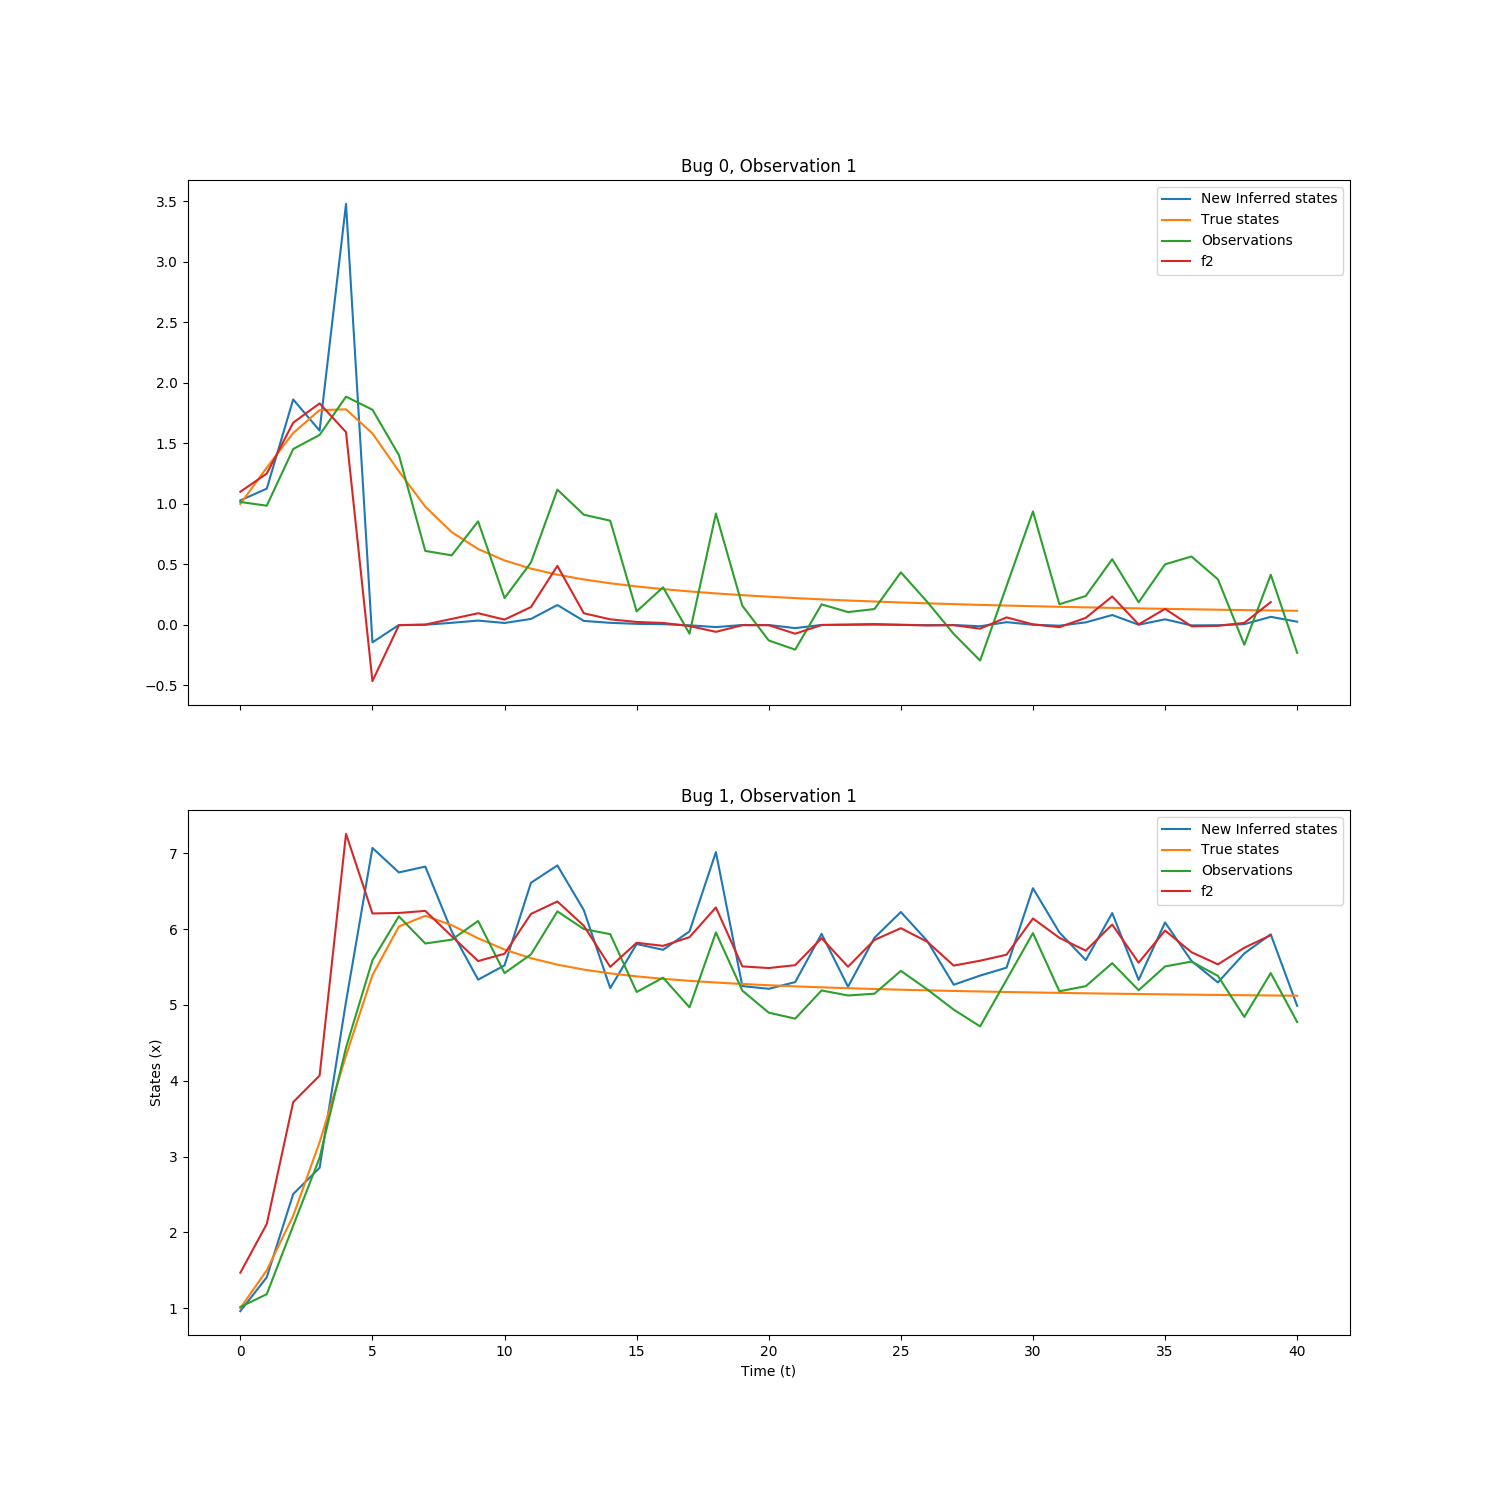 Bug 0, Observation 1
New Inferred states
True states
Observations
f2
3.5
3.0
2.5
2.0
1.5
1.0
0.5
0.0
−0.5
Bug 1, Observation 1
New Inferred states
True states
Observations
f2
7
6
5
4
3
2
1
States (x)
0 5 10 15 20 25 30 35 40
Time (t)